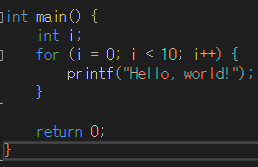 int main() {
    int i;
    for (i = 0; i < 10; i++) {
        printf("Hello, world!");
    }

    return 0;
}